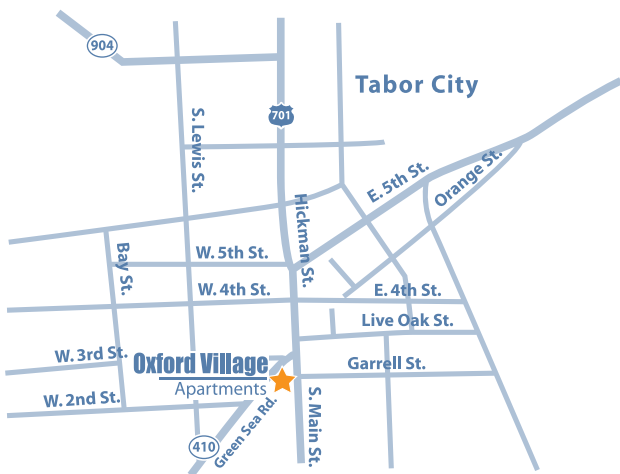 904
Tabor City
701
S. Lewis St.
E. 5th St.
Orange St.
Hickman St.
Bay St.
W. 5th St.
W. 4th St.
E. 4th St.
Live Oak St.
W. 3rd St.
Oxford Village
Apartments
Garrell St.
W. 2nd St.
S. Main St.
Green Sea Rd.
410